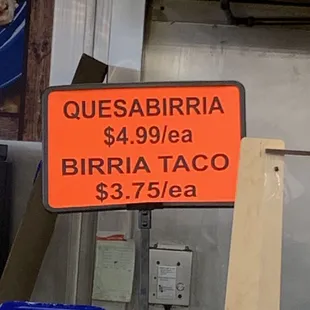 QUESABIRRIA
$4.99/ea
BIRRIA TACO
$3.75/ea